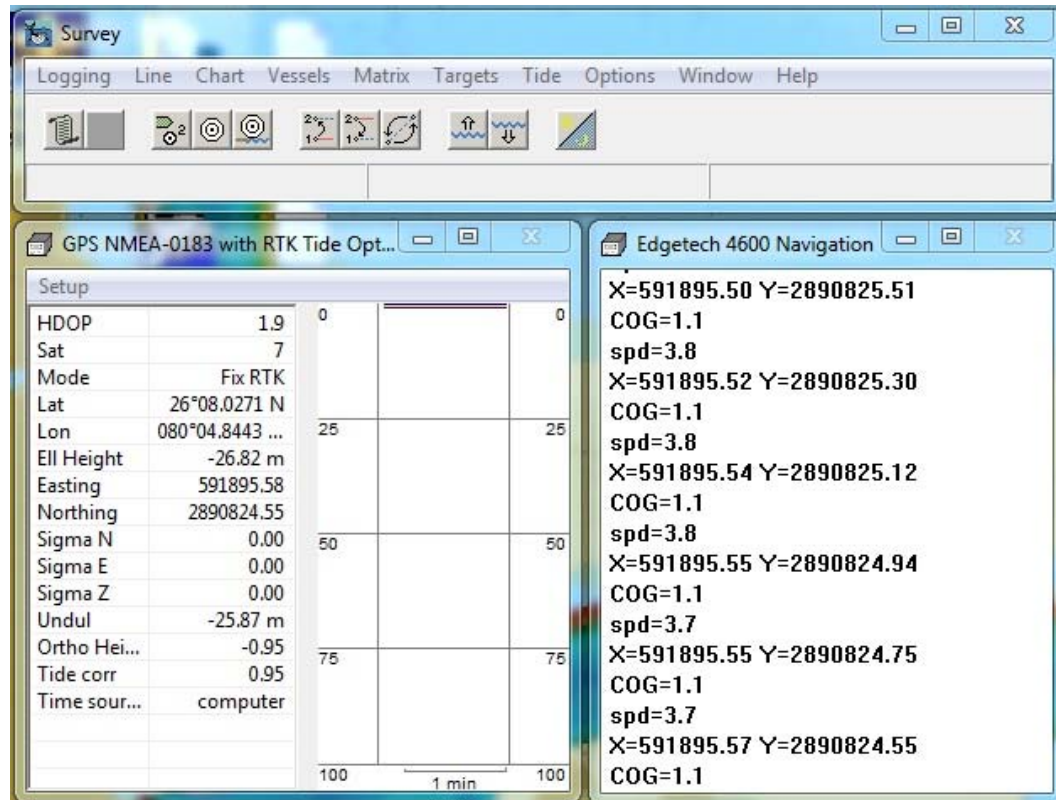 Survey
Logging Line Chart Vessels Matrix Targets Tide Options Window Help
GPS NMEA-0183 with RTK Tide Opt...
Setup
HDOP 1.9
Sat 7
Mode Fix RTK
Lat 26°08.0271 N
Lon 080°04.8443 ...
Ell Height -26.82 m
Easting 591895.58
Northing 2890824.55
Sigma N 0.00
Sigma E 0.00
Sigma Z 0.00
Undul -25.87 m
Ortho Hei... -0.95
Tide corr 0.95
Time sour... computer
0 0
25 25
50 50
75 75
100 1 min 100
Edgetech 4600 Navigation
X=591895.50 Y=2890825.51
COG=1.1
spd=3.8
X=591895.52 Y=2890825.30
COG=1.1
spd=3.8
X=591895.54 Y=2890825.12
COG=1.1
spd=3.8
X=591895.55 Y=2890824.94
COG=1.1
spd=3.7
X=591895.55 Y=2890824.75
COG=1.1
spd=3.7
X=591895.57 Y=2890824.55
COG=1.1